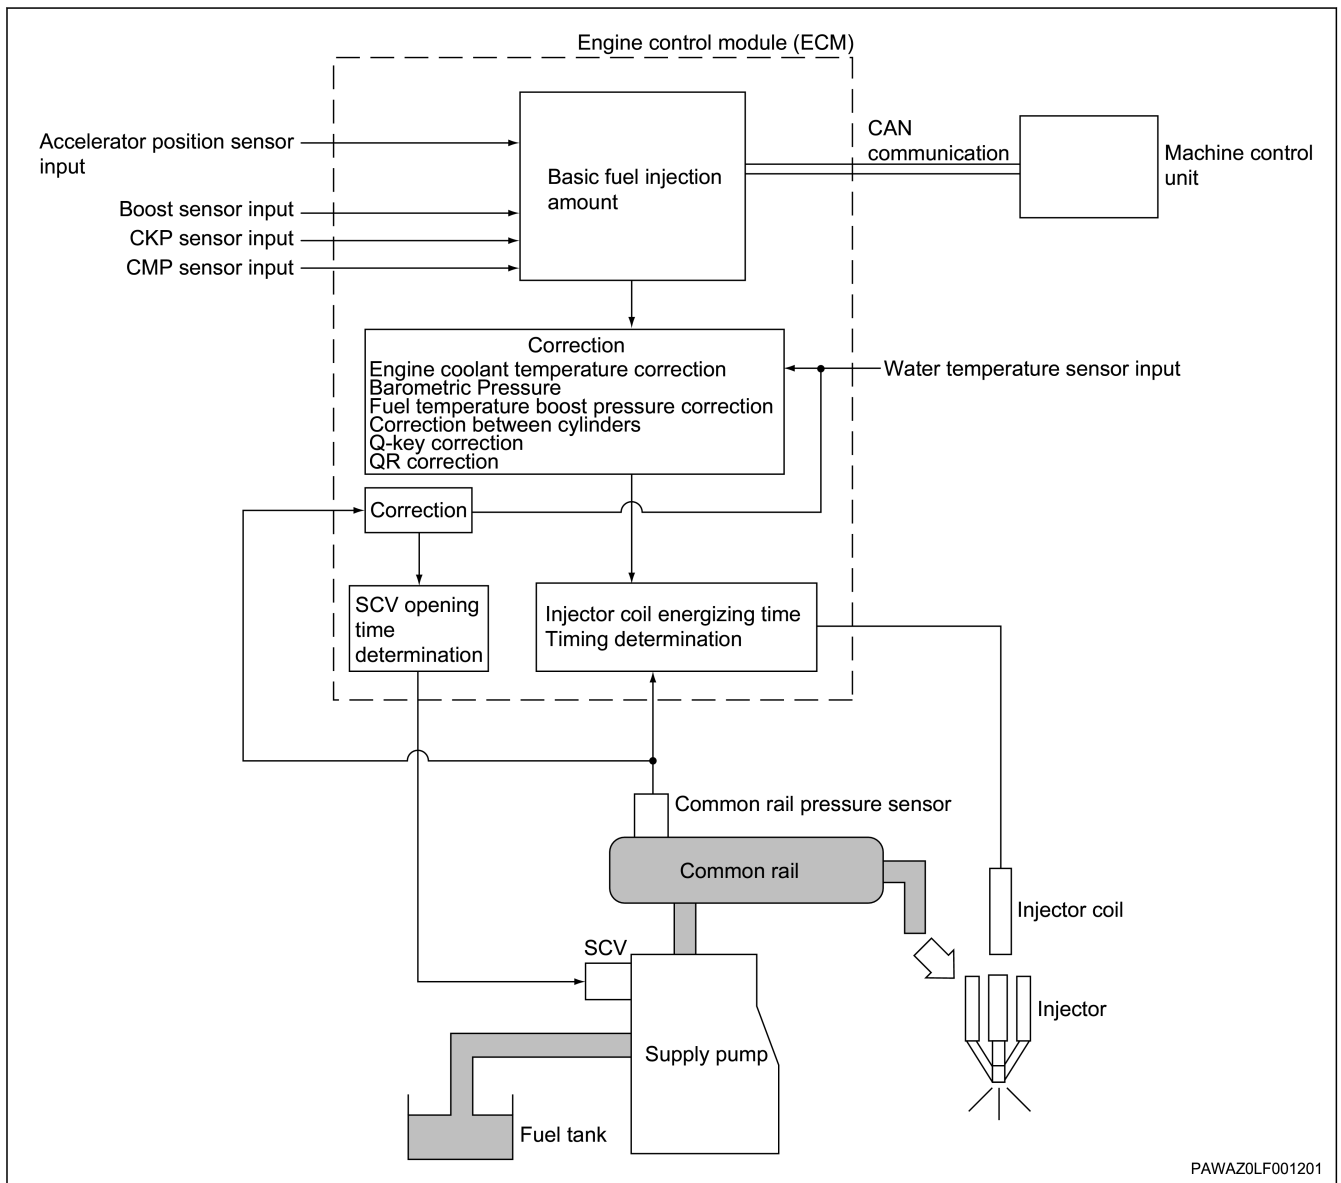 Engine control module (ECM)
Accelerator position sensor
input
Boost sensor input
CKP sensor input
CMP sensor input
Basic fuel injection
amount
CAN
communication
Machine control
unit
Correction
Engine coolant temperature correction
Barometric Pressure
Fuel temperature boost pressure correction
Correction between cylinders
Q-key correction
QR correction
Water temperature sensor input
Correction
SCV opening
time
determination
Injector coil energizing time
Timing determination
Common rail pressure sensor
Common rail
Injector coil
SCV
Injector
Supply pump
Fuel tank
PAWAZ0LF001201